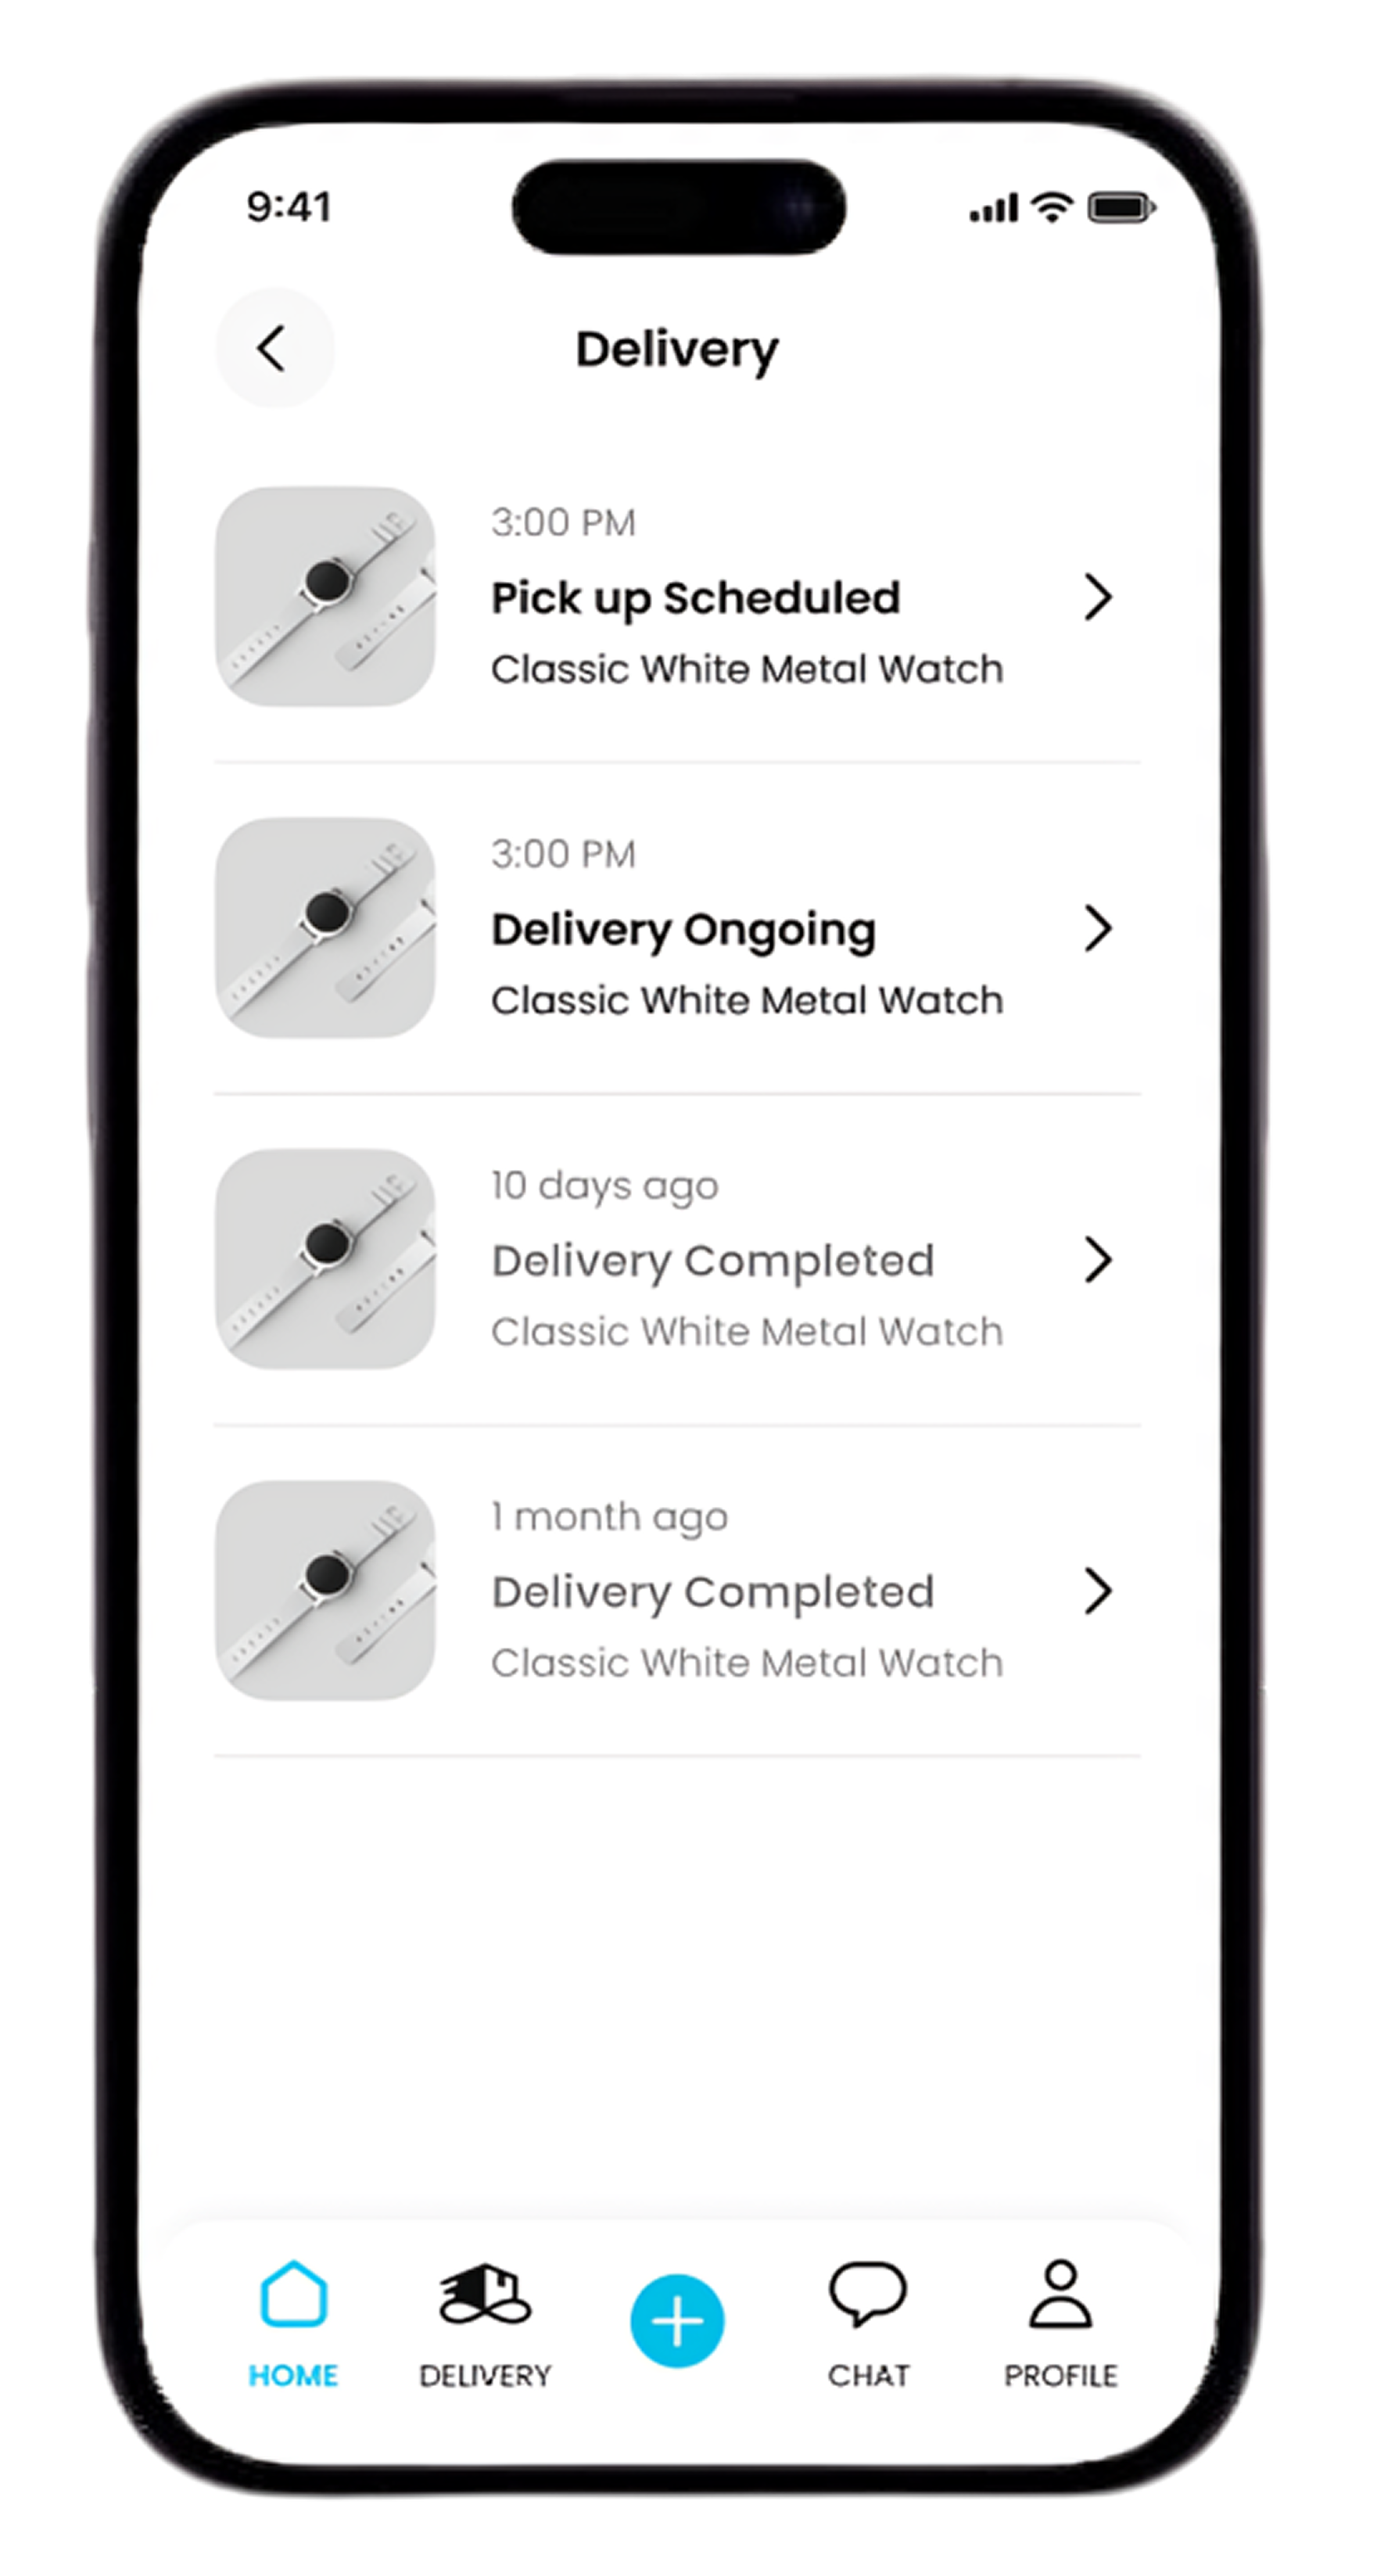 9:41
Delivery
3:00 PM
Pick up Scheduled
Classic White Metal Watch
3:00 PM
Delivery Ongoing
Classic White Metal Watch
10 days ago
Delivery Completed
Classic White Metal Watch
1 month ago
Delivery Completed
Classic White Metal Watch
HOME
DELIVERY
CHAT
PROFILE